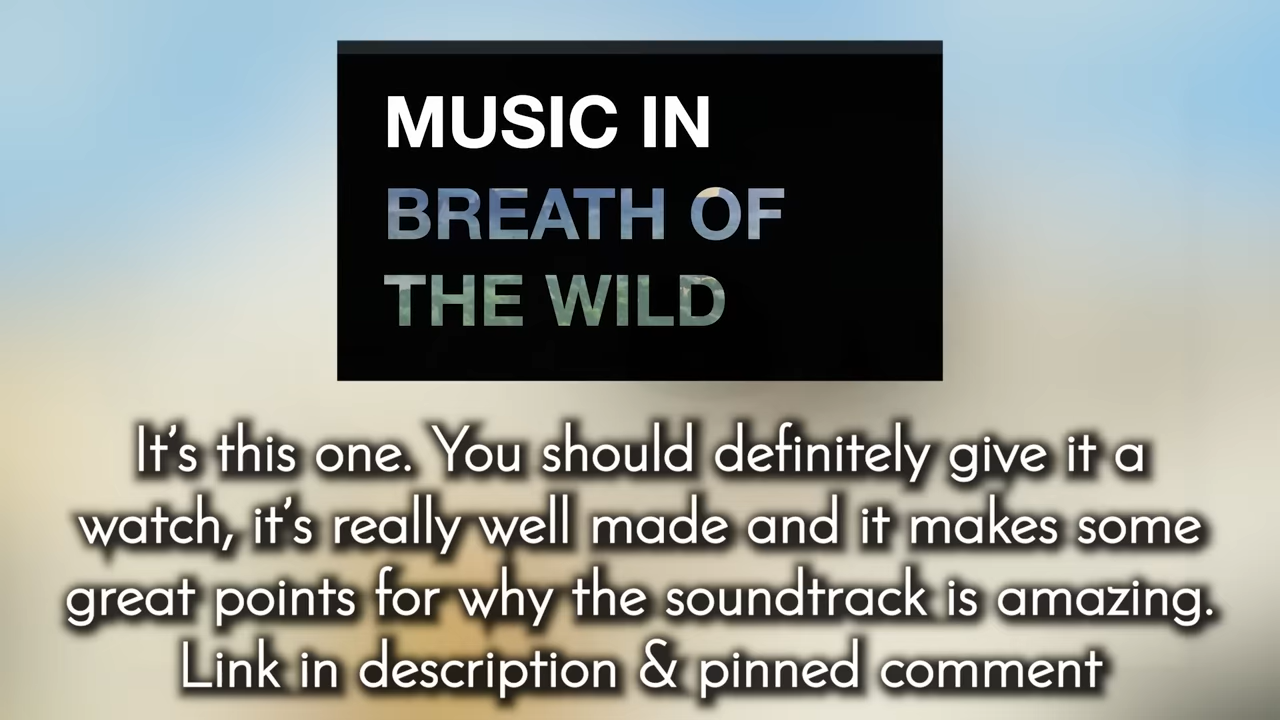 MUSIC IN
BREATH OF
THE WILD
It's this one. You should definitely give it a
watch, it's really well made and it makes some
great points for why the soundtrack is amazing.
Link in description & pinned comment